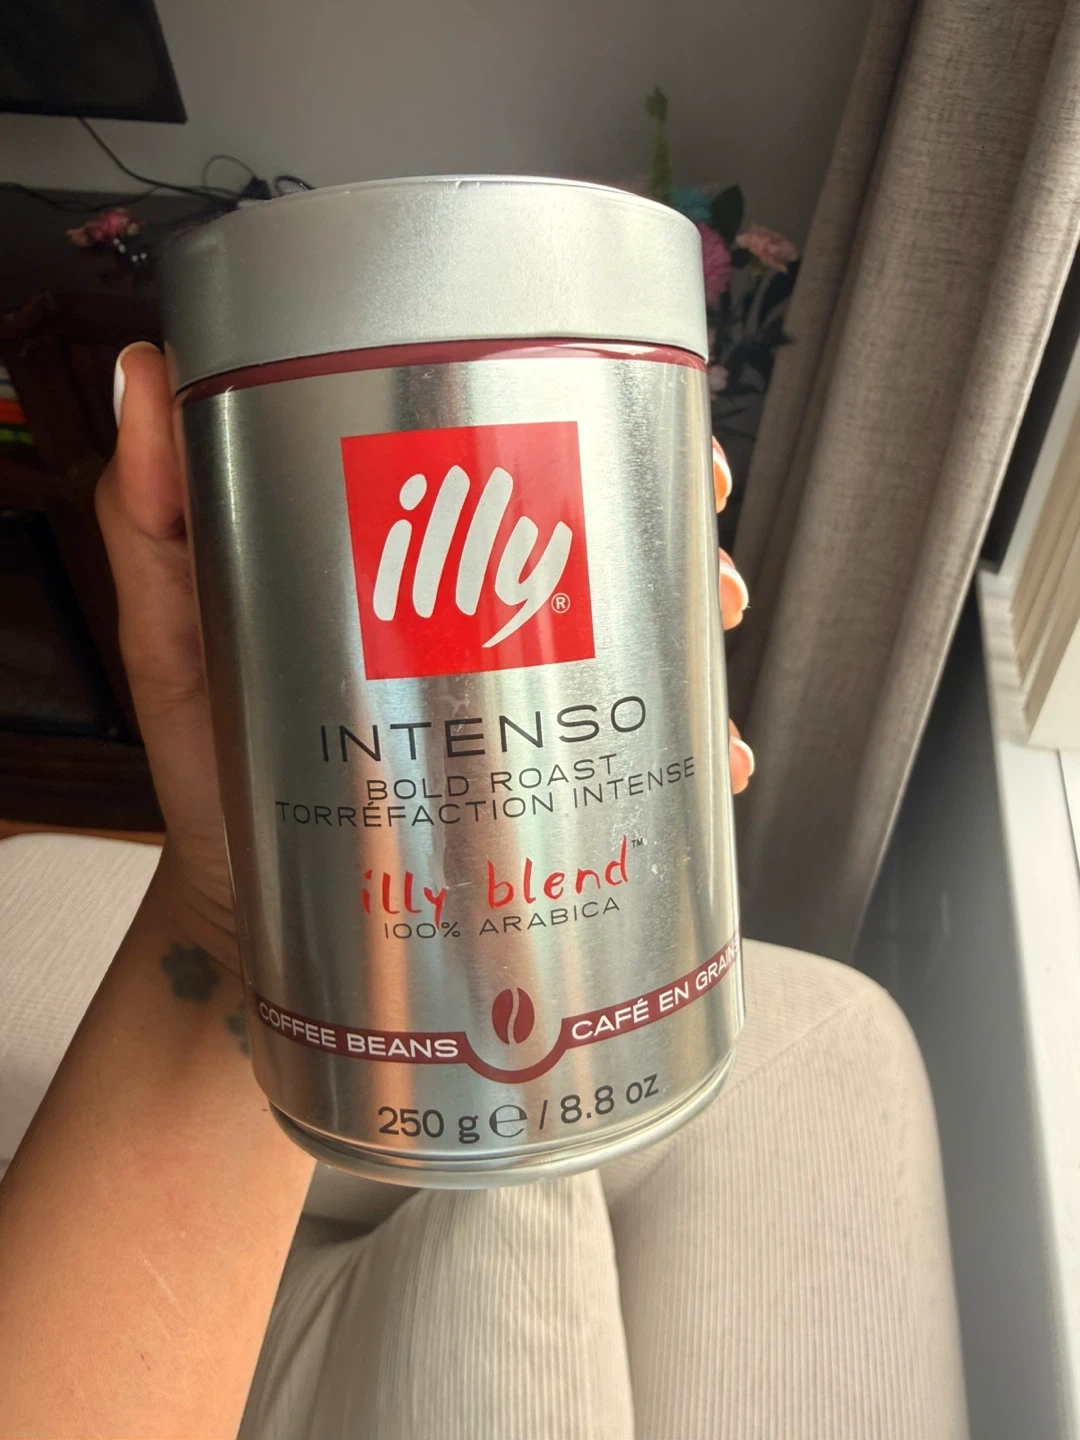 illy®
INTENSO
BOLD ROAST
TORRÉFACTION INTENSE
illy blend™
100% ARABICA
COFFEE BEANS
CAFÉ EN GRAINS
250 g ℮ / 8.8 oz